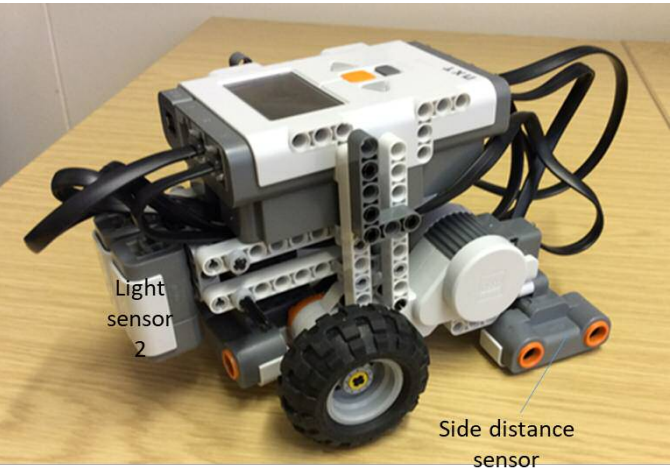 NXT
Light
sensor
2
Side distance
sensor